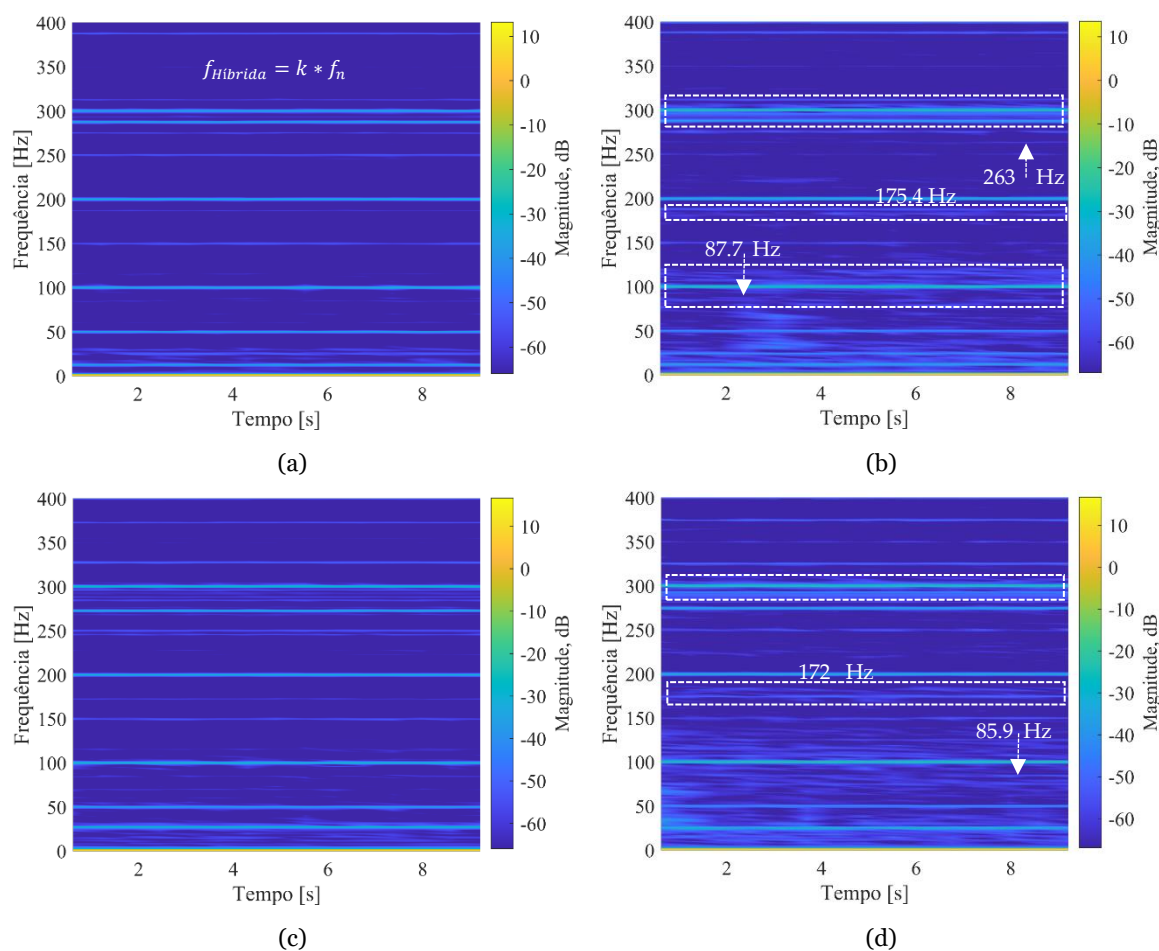 400
350
300
250
200
150
100
50
0
Frequência [Hz]
f_{Híbrida} = k * f_n
10
0
-10
-20
-30
-40
-50
-60
Magnitude, dB
2 4 6 8
Tempo [s]
(a)
400
350
300
250
200
150
100
50
0
Frequência [Hz]
263 Hz
175.4 Hz
87.7 Hz
10
0
-10
-20
-30
-40
-50
-60
Magnitude, dB
2 4 6 8
Tempo [s]
(b)
400
350
300
250
200
150
100
50
0
Frequência [Hz]
10
0
-10
-20
-30
-40
-50
-60
Magnitude, dB
2 4 6 8
Tempo [s]
(c)
400
350
300
250
200
150
100
50
0
Frequência [Hz]
172 Hz
85.9 Hz
10
0
-10
-20
-30
-40
-50
-60
Magnitude, dB
2 4 6 8
Tempo [s]
(d)